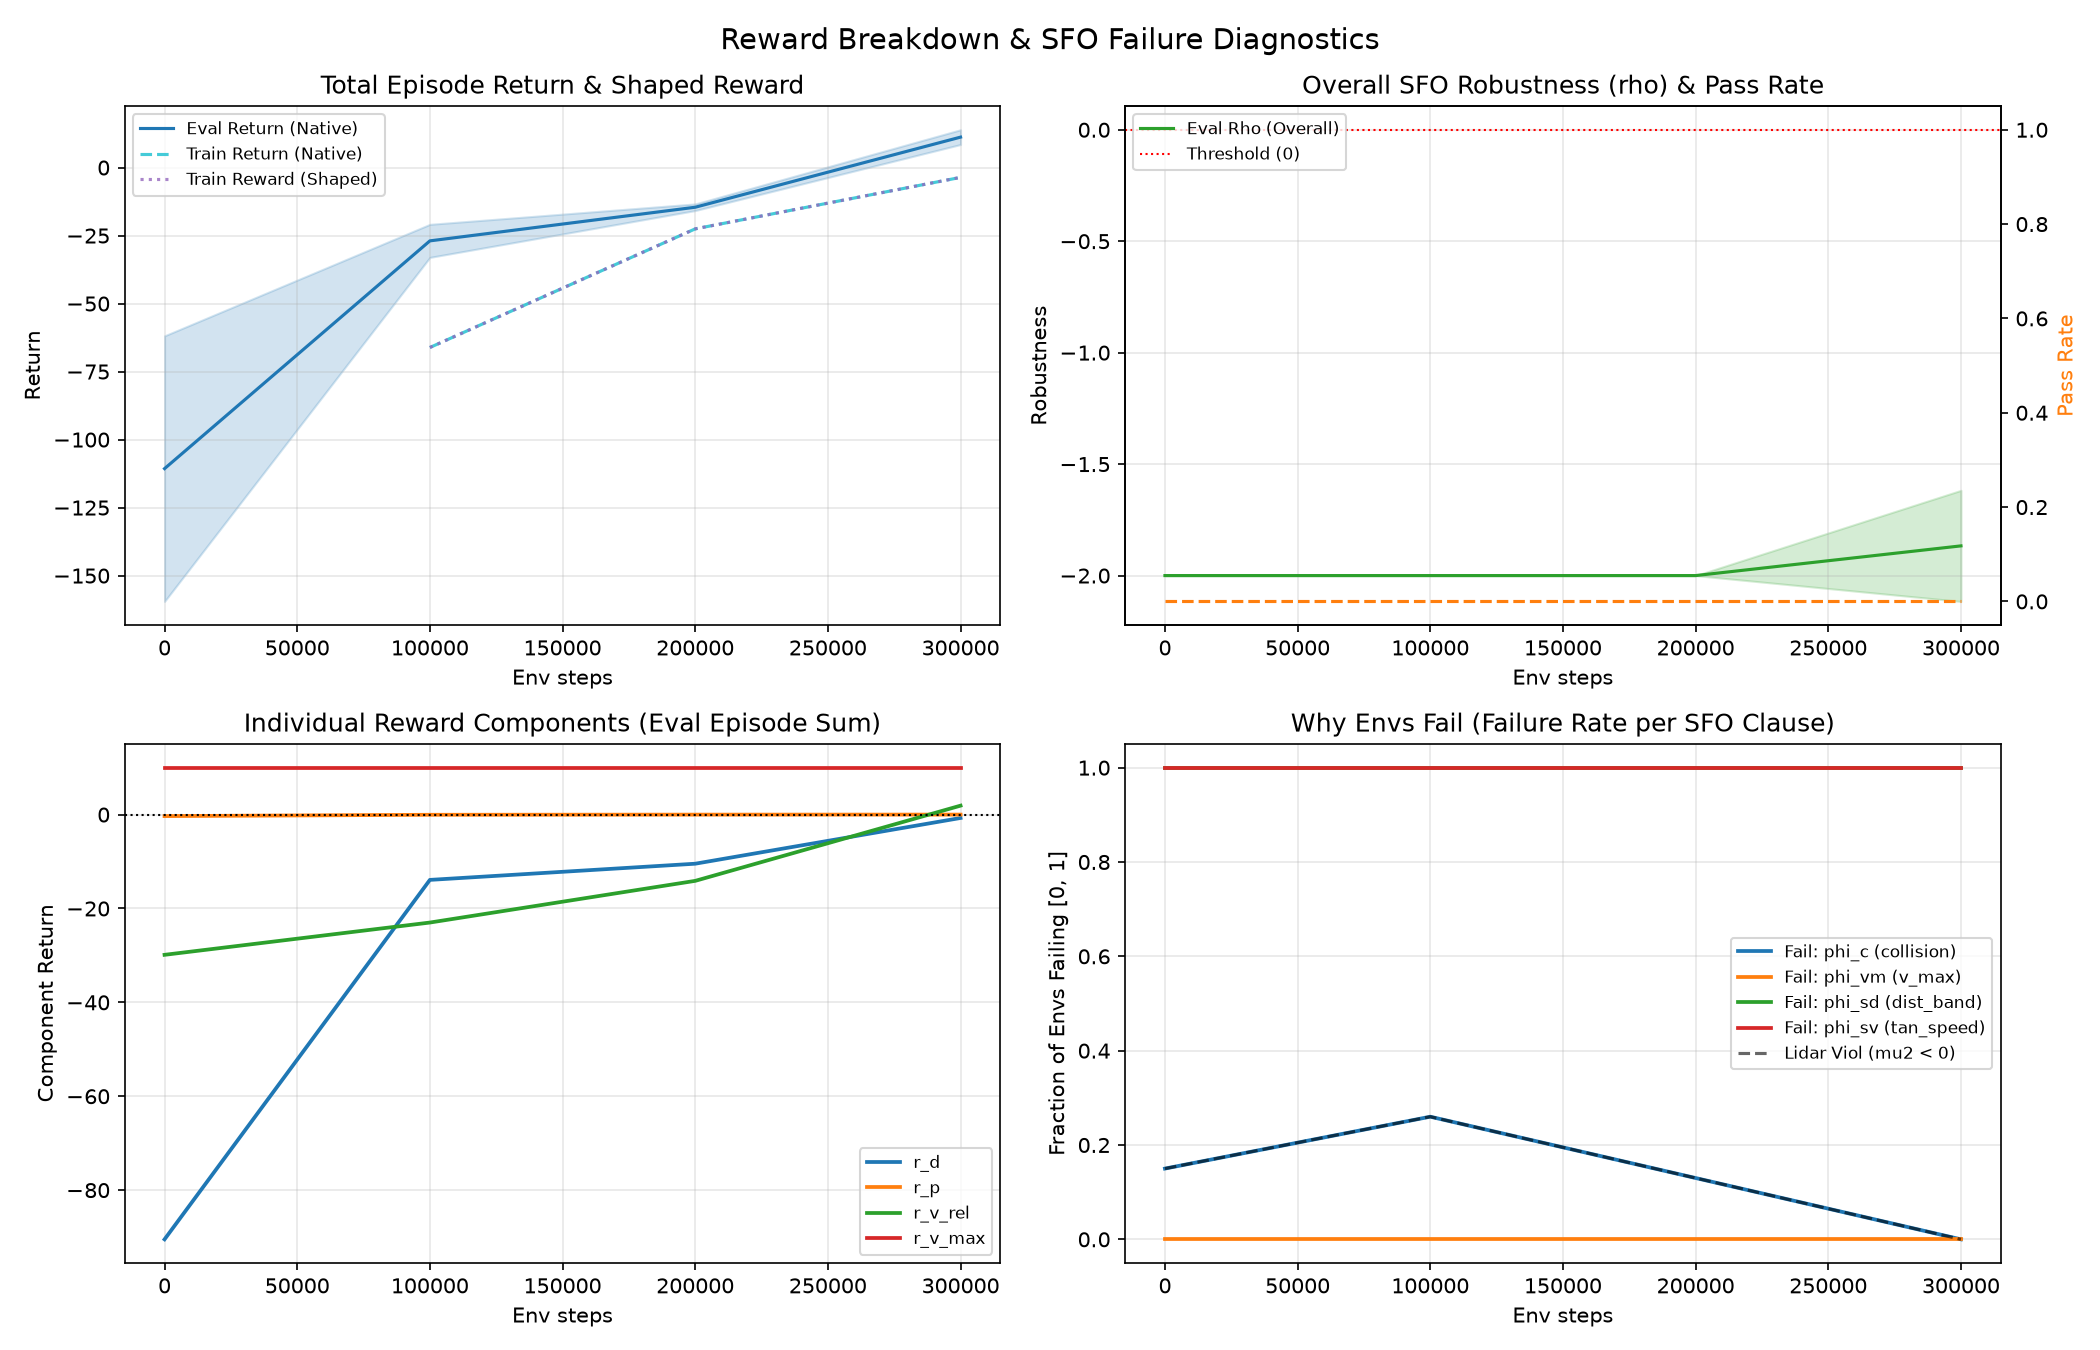 Reward Breakdown & SFO Failure Diagnostics
Total Episode Return & Shaped Reward
Eval Return (Native)
Train Return (Native)
Train Reward (Shaped)
Return
0
−25
−50
−75
−100
−125
−150
0 50000 100000 150000 200000 250000 300000
Env steps
Overall SFO Robustness (rho) & Pass Rate
Eval Rho (Overall)
Threshold (0)
Robustness
0.0
−0.5
−1.0
−1.5
−2.0
1.0
0.8
0.6
0.4
0.2
0.0
Pass Rate
0 50000 100000 150000 200000 250000 300000
Env steps
Individual Reward Components (Eval Episode Sum)
Component Return
0
−20
−40
−60
−80
r_d
r_p
r_v_rel
r_v_max
0 50000 100000 150000 200000 250000 300000
Env steps
Why Envs Fail (Failure Rate per SFO Clause)
Fraction of Envs Failing [0, 1]
1.0
0.8
0.6
0.4
0.2
0.0
Fail: phi_c (collision)
Fail: phi_vm (v_max)
Fail: phi_sd (dist_band)
Fail: phi_sv (tan_speed)
Lidar Viol (mu2 < 0)
0 50000 100000 150000 200000 250000 300000
Env steps